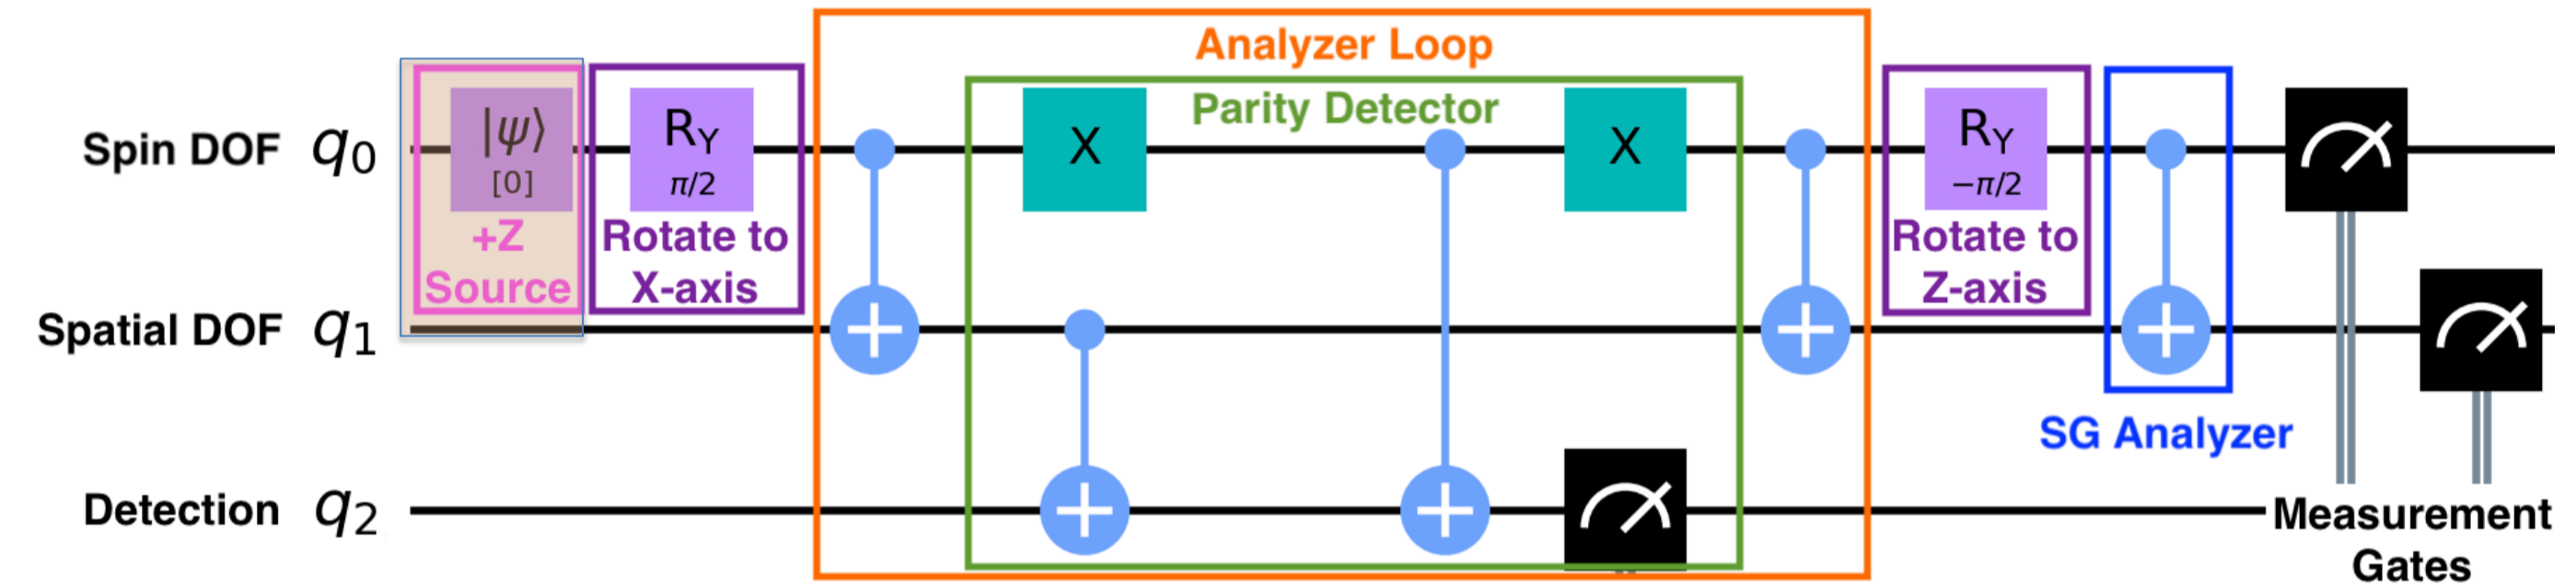 Analyzer Loop
Parity Detector
Spin DOF q0
|ψ⟩
[0]
+Z
Source
RY
π/2
Rotate to
X-axis
X
X
RY
−π/2
Rotate to
Z-axis
Spatial DOF q1
SG Analyzer
Detection q2
Measurement
Gates